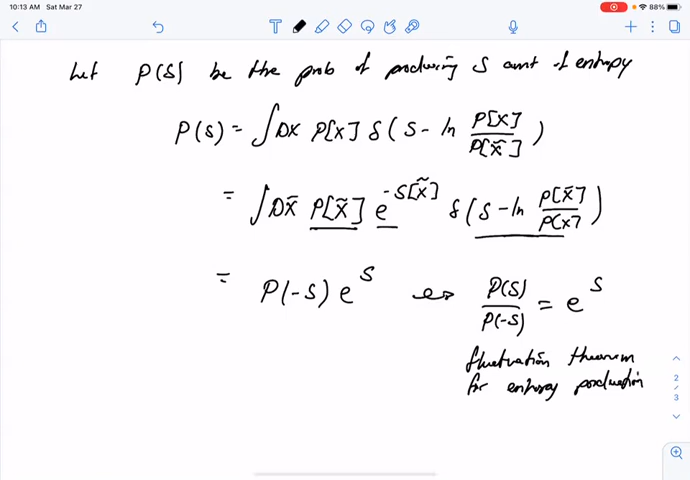 10:13 AM Sat Mar 27
88%
Let P(S) be the prob of producing S amt of entropy
P(S) = ∫Dx P[x] δ(S - ln P[x]/P[x̃])
= ∫Dx̃ P[x̃] e^{-S[x̃]} δ(S - ln P[x̃]/P[x])
= P(-S) e^S ⟺ P(S)/P(-S) = e^S
fluctuation theorem
for entropy production
2
/
3